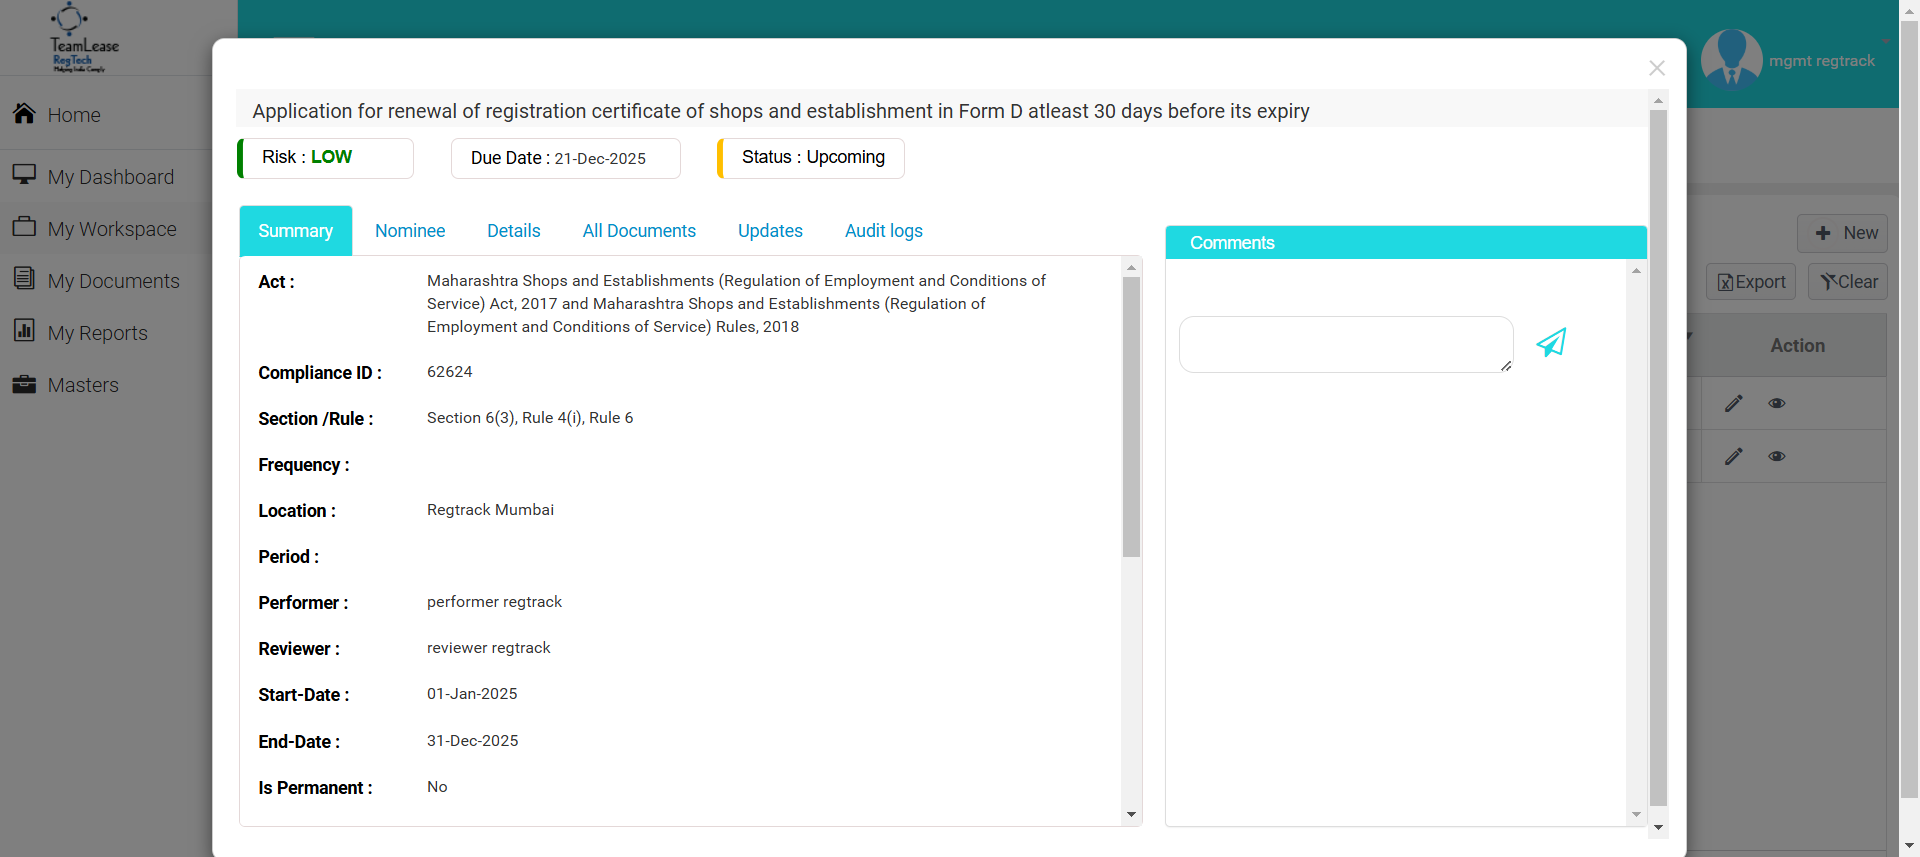 TeamLease
RegTech
Making India Comply
mgmt regtrack
Home
My Dashboard
My Workspace
My Documents
My Reports
Masters
Application for renewal of registration certificate of shops and establishment in Form D atleast 30 days before its expiry
Risk : LOW
Due Date : 21-Dec-2025
Status : Upcoming
Summary
Nominee
Details
All Documents
Updates
Audit logs
Act :
Maharashtra Shops and Establishments (Regulation of Employment and Conditions of
Service) Act, 2017 and Maharashtra Shops and Establishments (Regulation of
Employment and Conditions of Service) Rules, 2018
Compliance ID :
62624
Section /Rule :
Section 6(3), Rule 4(i), Rule 6
Frequency :
Location :
Regtrack Mumbai
Period :
Performer :
performer regtrack
Reviewer :
reviewer regtrack
Start-Date :
01-Jan-2025
End-Date :
31-Dec-2025
Is Permanent :
No
Comments
New
Export
Clear
Action